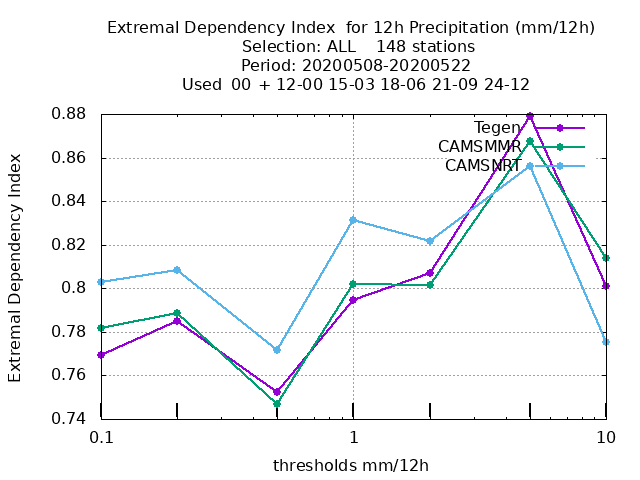 Extremal Dependency Index  for 12h Precipitation (mm/12h)
Selection: ALL    148 stations
Period: 20200508-20200522
Used  00 + 12-00 15-03 18-06 21-09 24-12
Extremal Dependency Index
0.88
0.86
0.84
0.82
0.8
0.78
0.76
0.74
Tegen
CAMSMMR
CAMSNRT
0.1
1
10
thresholds mm/12h